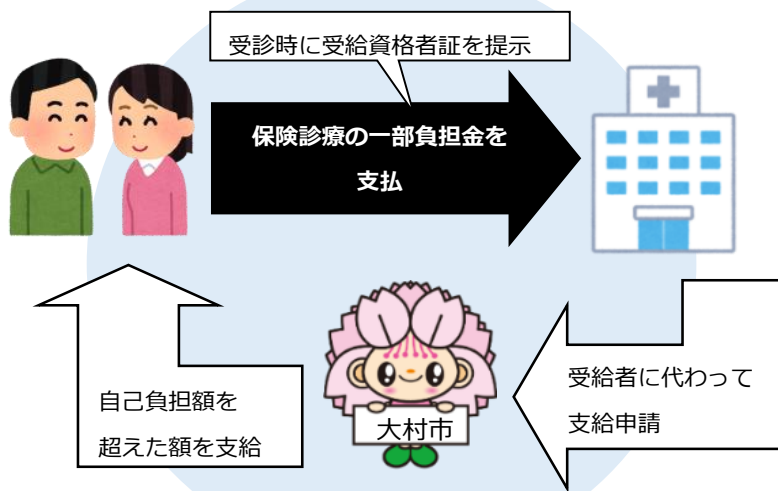 受診時に受給資格者証を提示
保険診療の一部負担金を
支払
受給者に代わって
支給申請
大村市
自己負担額を
超えた額を支給